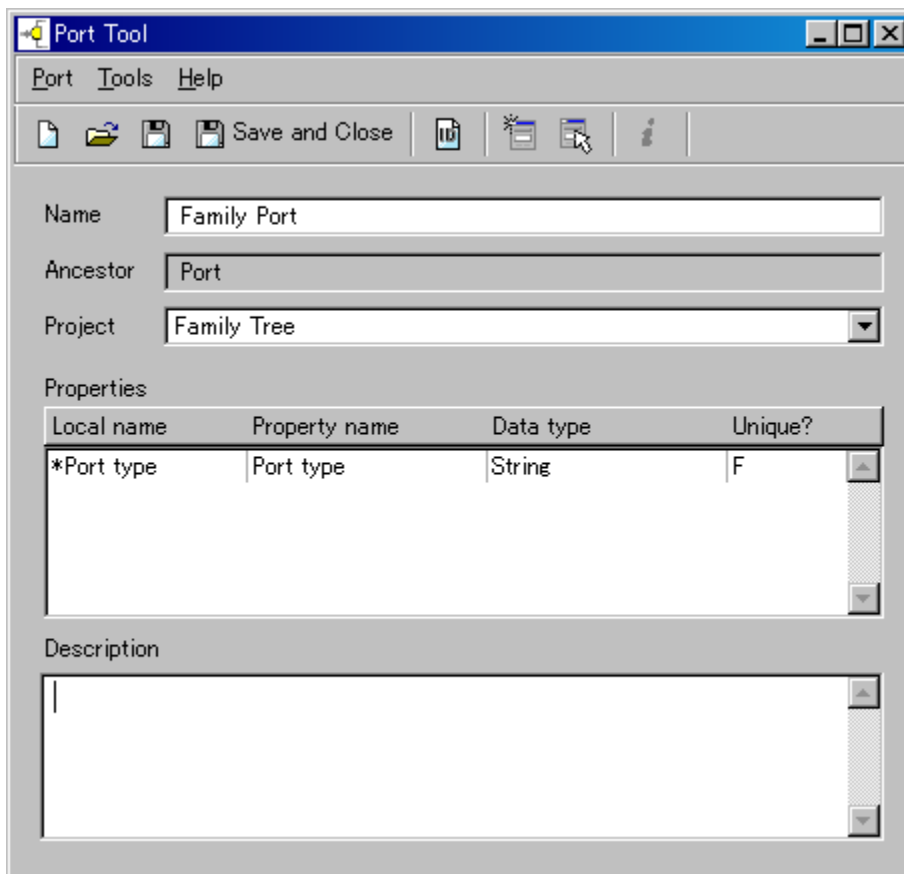 Port Tool
Port Tools Help
Save and Close ID
Name Family Port
Ancestor Port
Project Family Tree
Properties
Local name Property name Data type Unique?
*Port type Port type String F
Description